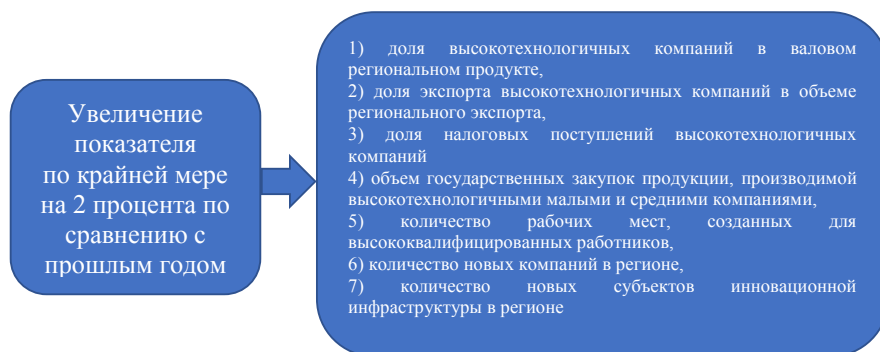 Увеличение
показателя
по крайней мере
на 2 процента по
сравнению с
прошлым годом
1) доля высокотехнологичных компаний в валовом
региональном продукте,
2) доля экспорта высокотехнологичных компаний в объеме
регионального экспорта,
3) доля налоговых поступлений высокотехнологичных
компаний
4) объем государственных закупок продукции, производимой
высокотехнологичными малыми и средними компаниями,
5) количество рабочих мест, созданных для
высококвалифицированных работников,
6) количество новых компаний в регионе,
7) количество новых субъектов инновационной
инфраструктуры в регионе